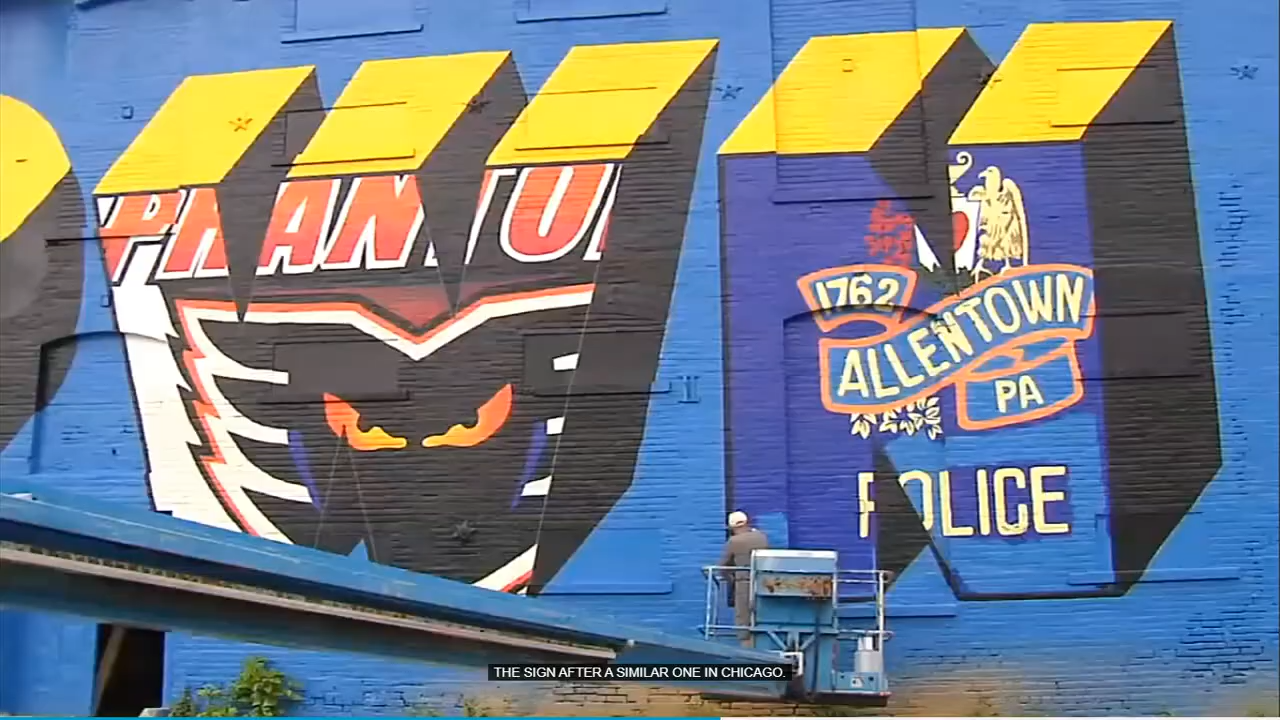 PHANTO
1762
ALLENTOWN
PA
POLICE
THE SIGN AFTER A SIMILAR ONE IN CHICAGO.